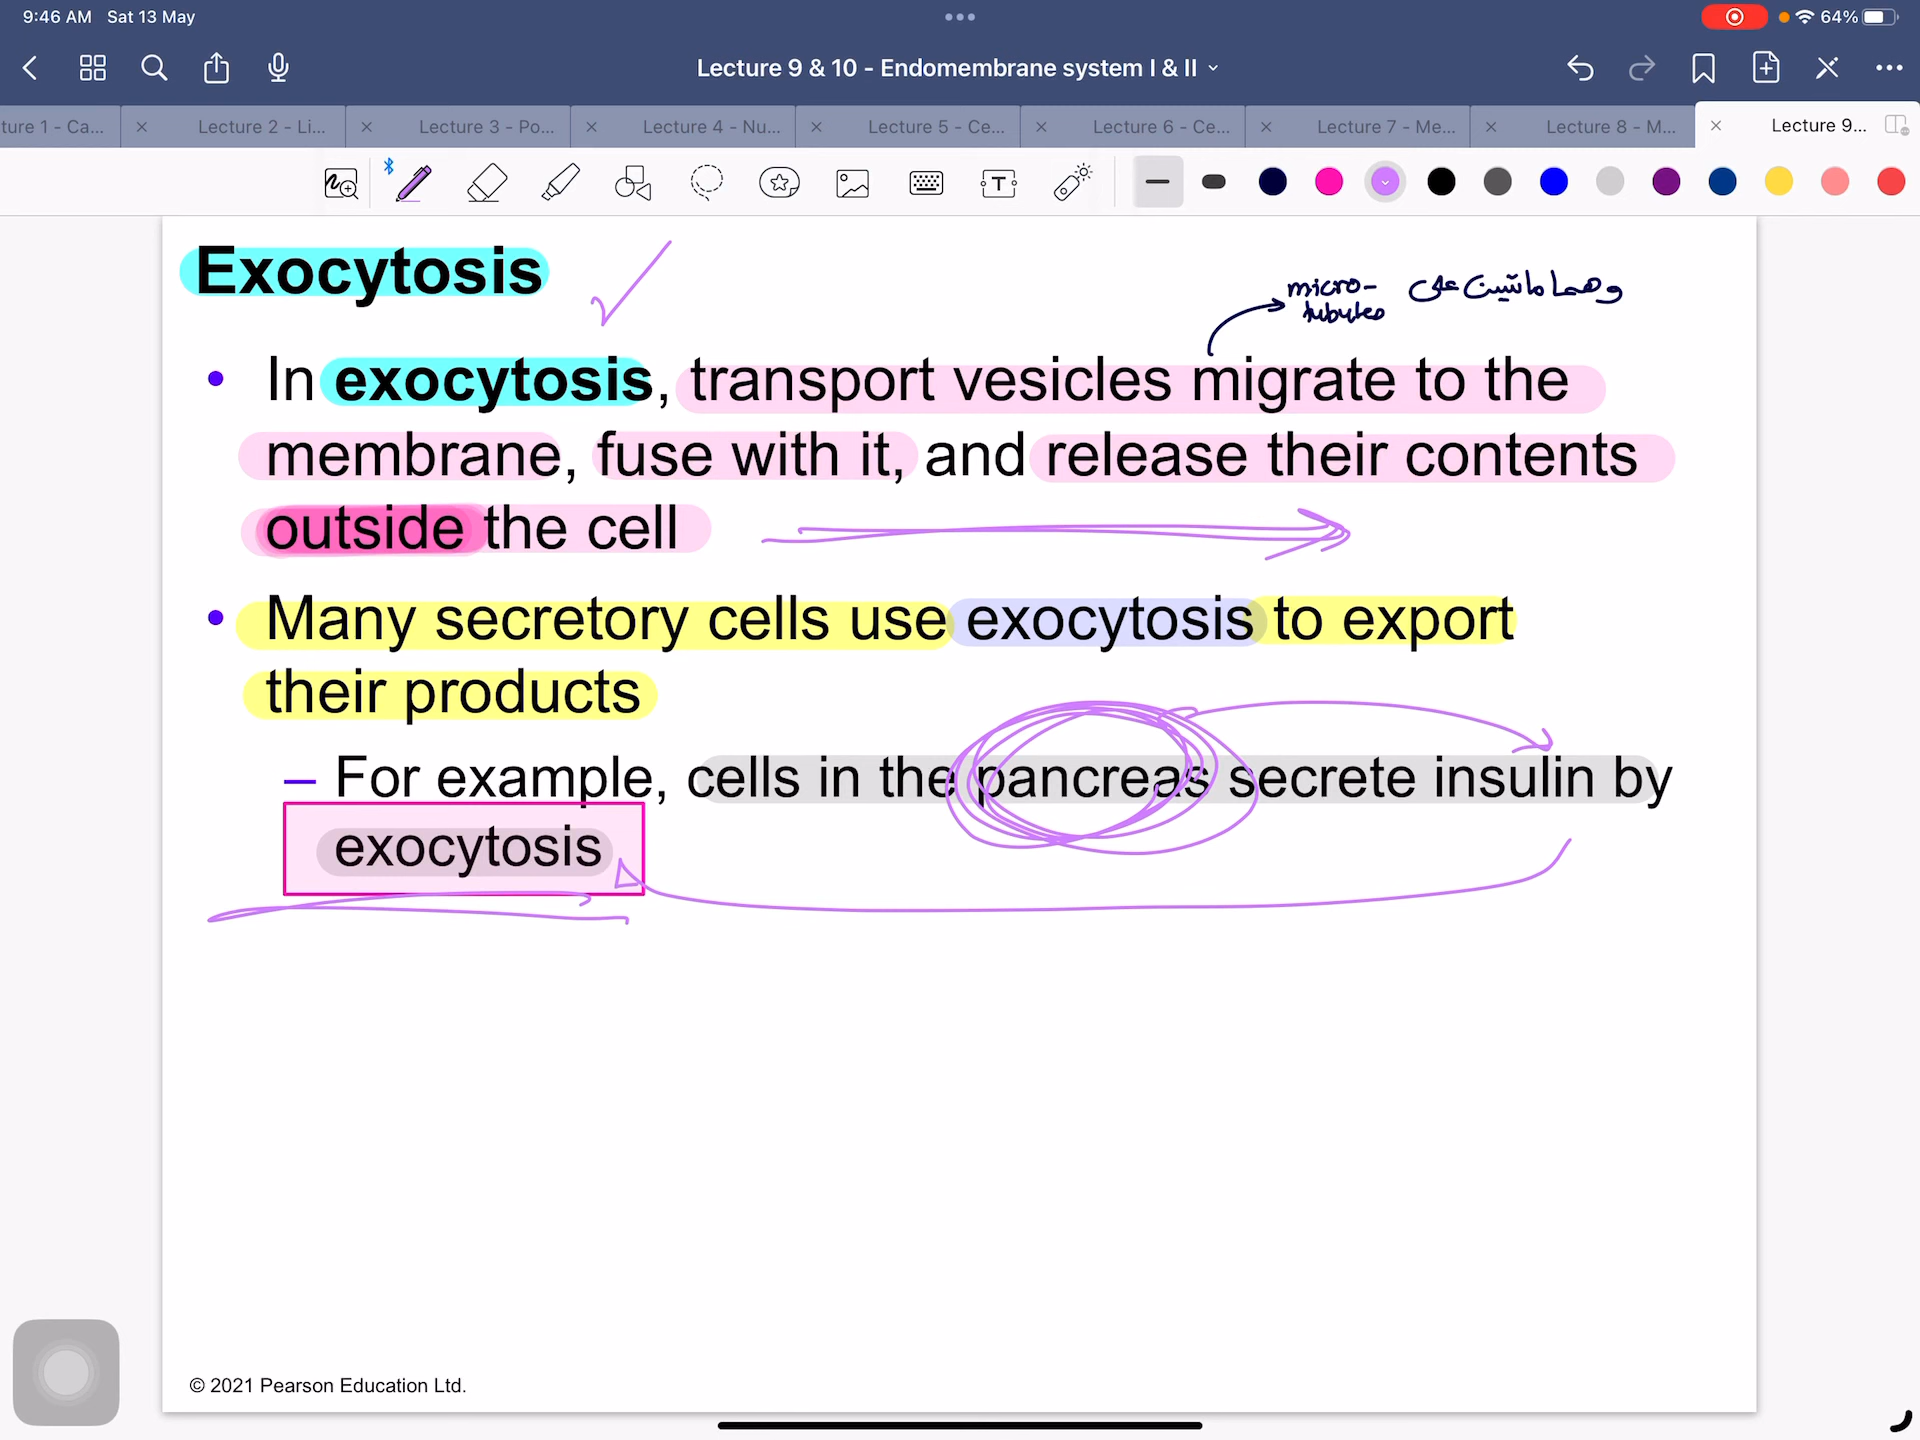 9:46 AM Sat 13 May
64%
Lecture 9 & 10 - Endomembrane system I & II
ture 1 - Ca...
Lecture 2 - Li...
Lecture 3 - Po...
Lecture 4 - Nu...
Lecture 5 - Ce...
Lecture 6 - Ce...
Lecture 7 - Me...
Lecture 8 - M...
Lecture 9...
Exocytosis
micro-
tubules
وهما ماشيين على
• In exocytosis, transport vesicles migrate to the
membrane, fuse with it, and release their contents
outside the cell
• Many secretory cells use exocytosis to export
their products
– For example, cells in the pancreas secrete insulin by
exocytosis
© 2021 Pearson Education Ltd.